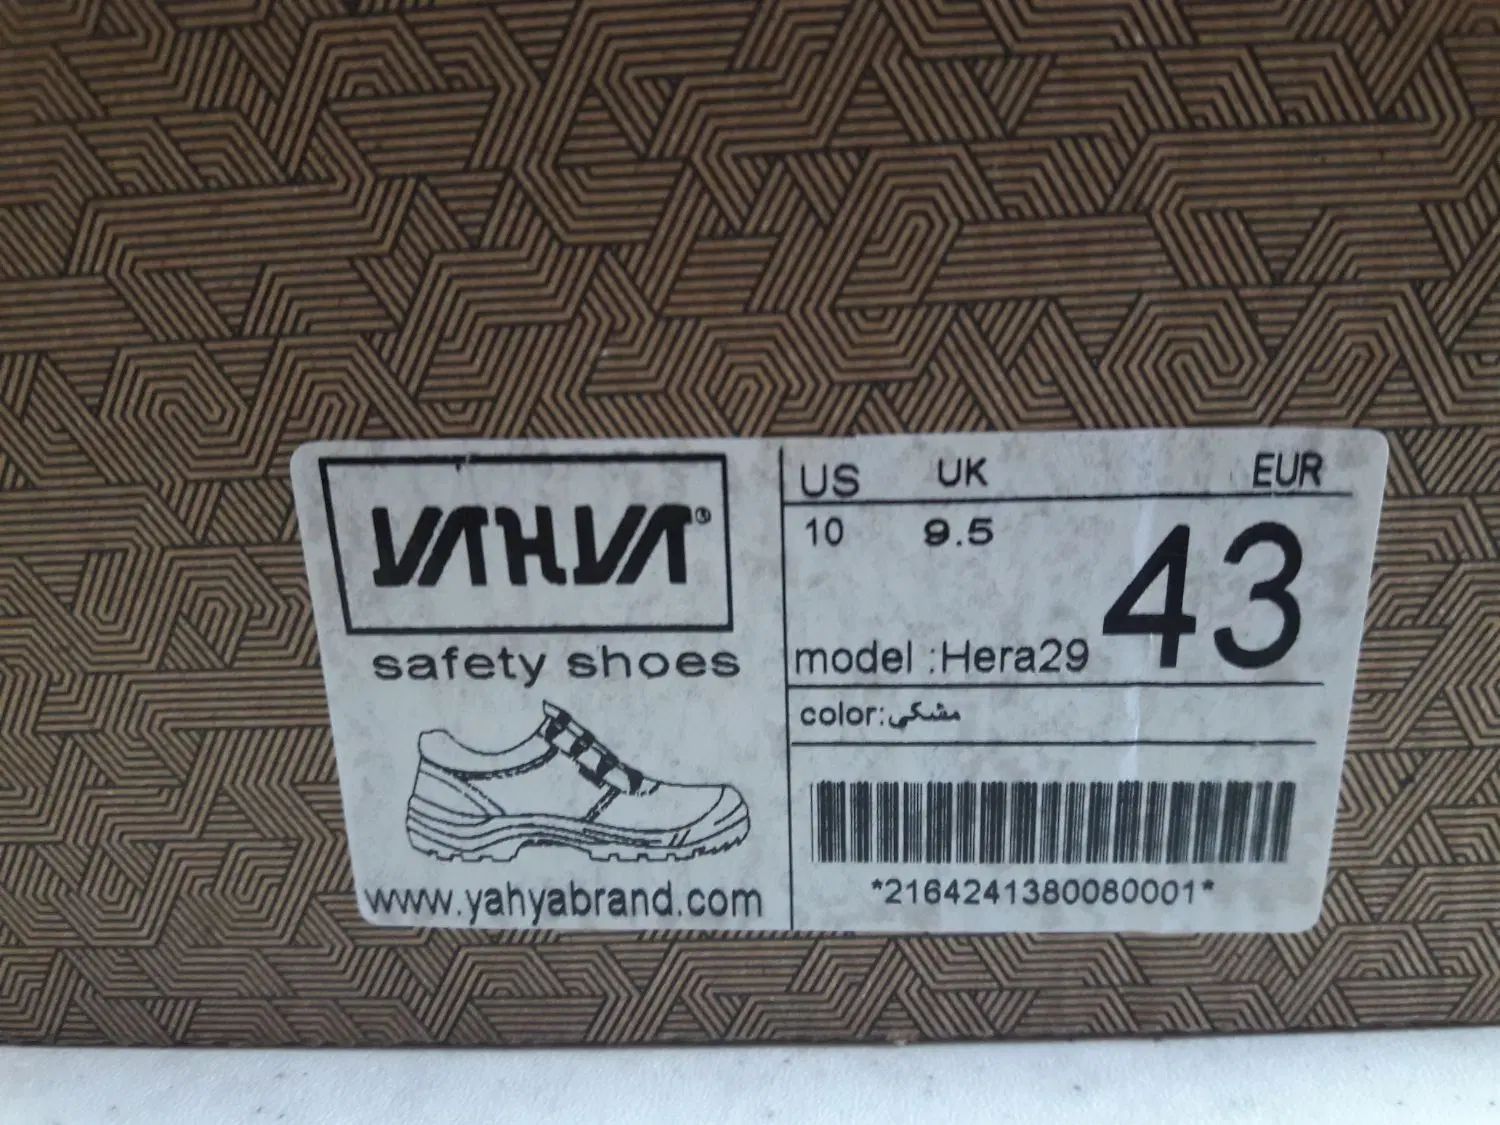 YAHYA®
safety shoes
www.yahyabrand.com
US UK EUR
10 9.5 43
model :Hera29
color:مشکی
*2164241380080001*